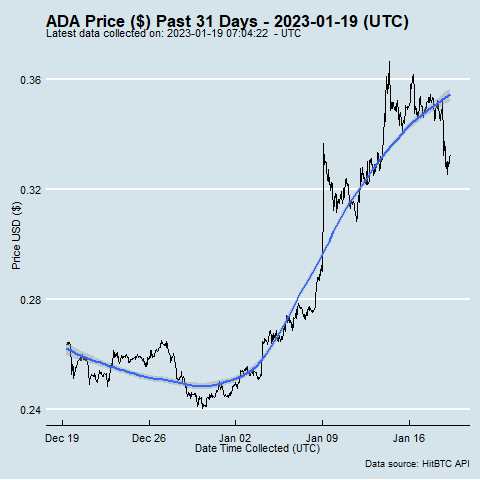 ADA Price ($) Past 31 Days - 2023-01-19 (UTC)
Latest data collected on: 2023-01-19 07:04:22 - UTC
0.36
0.32
0.28
0.24
Price USD ($)
Dec 19 Dec 26 Jan 02 Jan 09 Jan 16
Date Time Collected (UTC)
Data source: HitBTC API